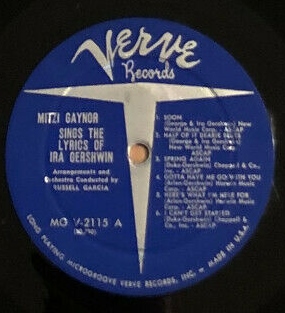 Verve
Records
MITZI GAYNOR
SINGS THE
LYRICS OF
IRA GERSHWIN
Arrangements and
Orchestra Conducted by
RUSSELL GARCIA
MG V-2115 A
1. SOON
(George & Ira Gershwin) New
World Music Corp. - ASCAP
2. HALF OF IT DEARIE BLUES
(George & Ira Gershwin)
New World Music Corp. -
ASCAP
3. SPRING AGAIN
(Duke-Gershwin) Chappell &
Co., Inc. - ASCAP
4. GOTTA HAVE ME GO WITH YOU
(Arlen-Gershwin) Harwin Music
Corp. - ASCAP
5. HERE'S WHAT I'M HERE FOR
(Arlen-Gershwin) Harwin Music
Corp. - ASCAP
6. I CAN'T GET STARTED
(Duke-Gershwin) Chappell &
Co., Inc. - ASCAP
LONG PLAYING MICROGROOVE VERVE RECORDS, INC. - MADE IN U.S.A.